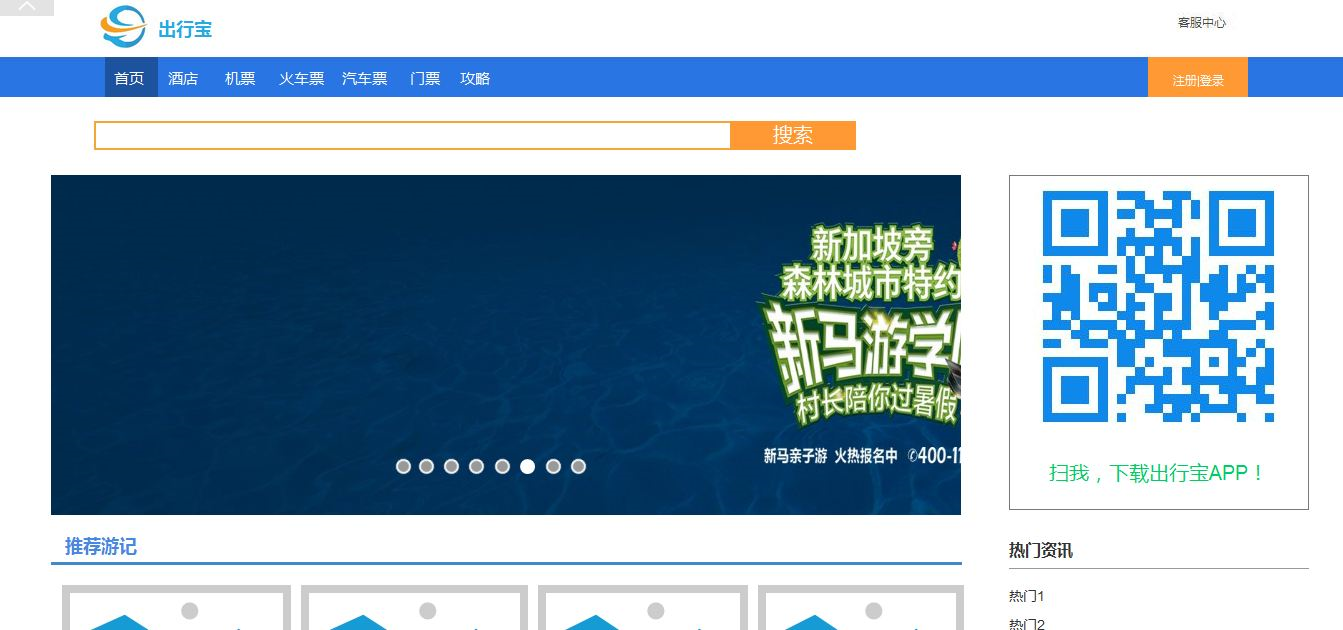 出行宝
客服中心
首页 酒店 机票 火车票 汽车票 门票 攻略
注册|登录
搜索
新加坡旁
森林城市特约
新马游学
村长陪你过暑假
新马亲子游 火热报名中 ✆400-11
扫我，下载出行宝APP！
推荐游记
热门资讯
热门1
热门2